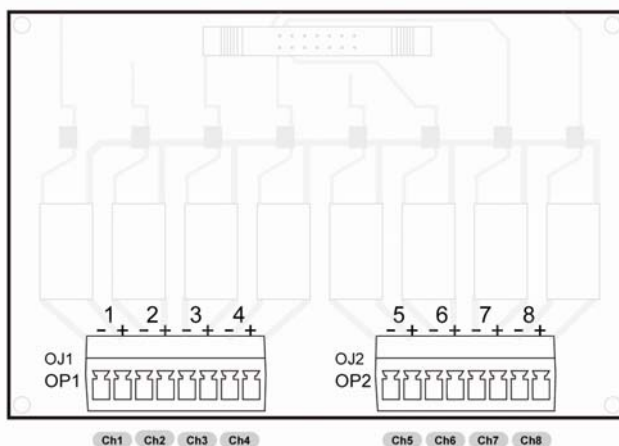 1 2 3 4
- + - + - + - +
5 6 7 8
- + - + - + - +
OJ1
OP1
OJ2
OP2
Ch1 Ch2 Ch3 Ch4
Ch5 Ch6 Ch7 Ch8